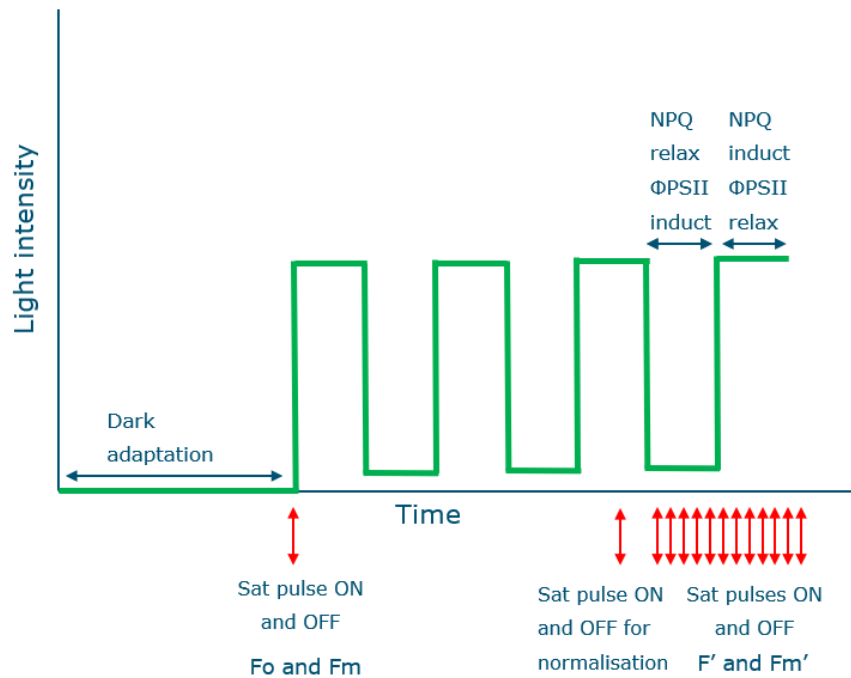 NPQ
relax
ΦPSII
induct
NPQ
induct
ΦPSII
relax
Light intensity
Dark
adaptation
Time
Sat pulse ON
and OFF
Fo and Fm
Sat pulse ON
and OFF for
normalisation
Sat pulses ON
and OFF
F' and Fm'